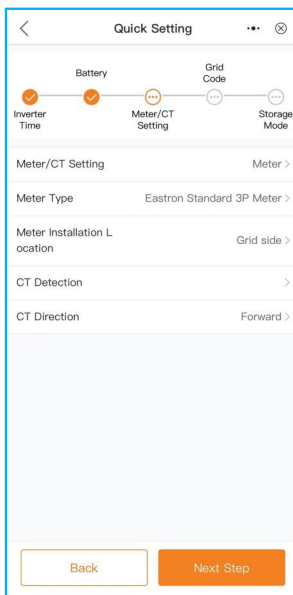 Quick Setting
Battery
Grid
Code
Inverter
Time
Meter/CT
Setting
Storage
Mode
Meter/CT Setting Meter >
Meter Type Eastron Standard 3P Meter >
Meter Installation L
ocation
Grid side >
CT Detection >
CT Direction Forward >
Back Next Step